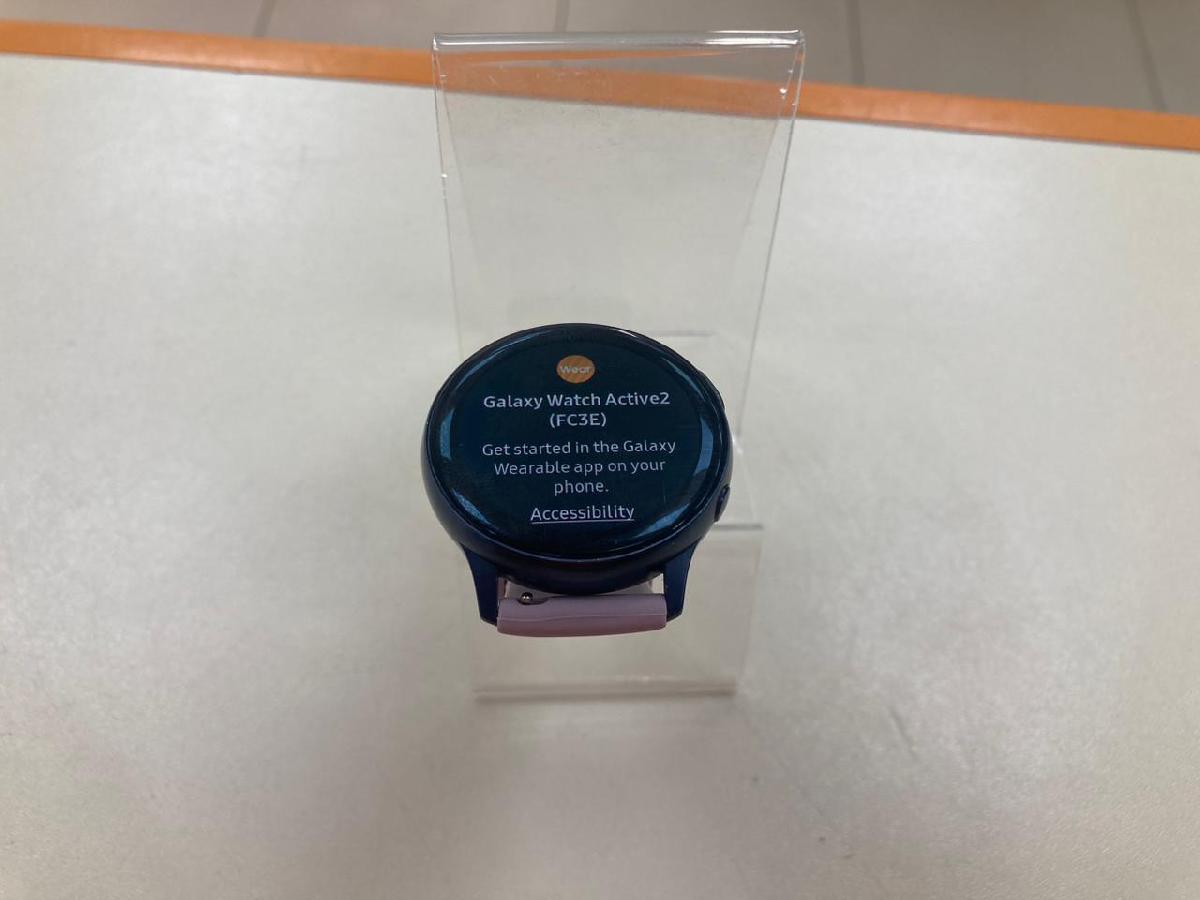 Wear
Galaxy Watch Active2
(FC3E)
Get started in the Galaxy
Wearable app on your
phone.
Accessibility